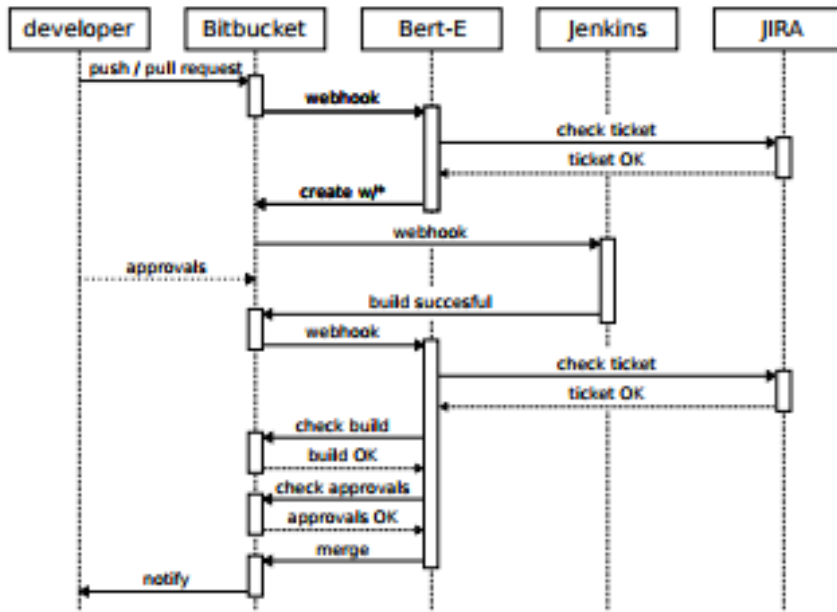 developer Bitbucket Bert-E Jenkins JIRA
push / pull request
webhook
check ticket
ticket OK
create w/*
webhook
approvals
build succesful
webhook
check ticket
ticket OK
check build
build OK
check approvals
approvals OK
merge
notify